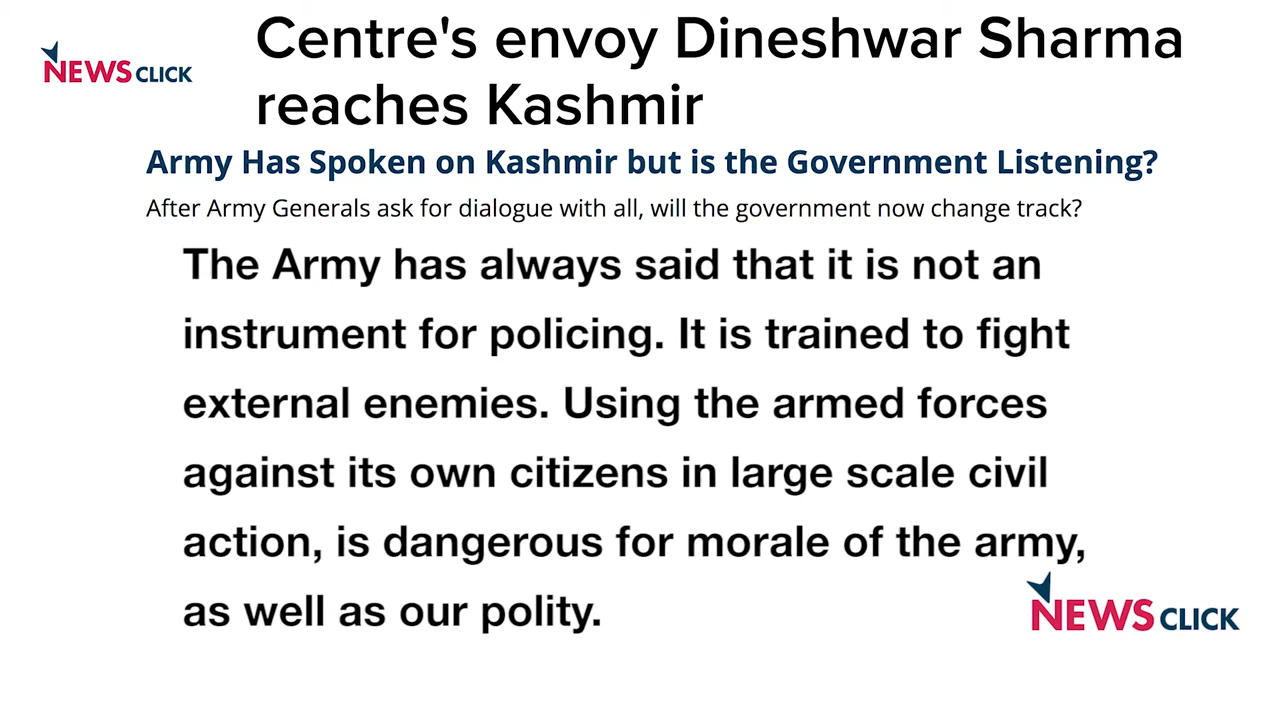 NEWSCLICK
Centre's envoy Dineshwar Sharma
reaches Kashmir
Army Has Spoken on Kashmir but is the Government Listening?
After Army Generals ask for dialogue with all, will the government now change track?
The Army has always said that it is not an
instrument for policing. It is trained to fight
external enemies. Using the armed forces
against its own citizens in large scale civil
action, is dangerous for morale of the army,
as well as our polity.
NEWSCLICK